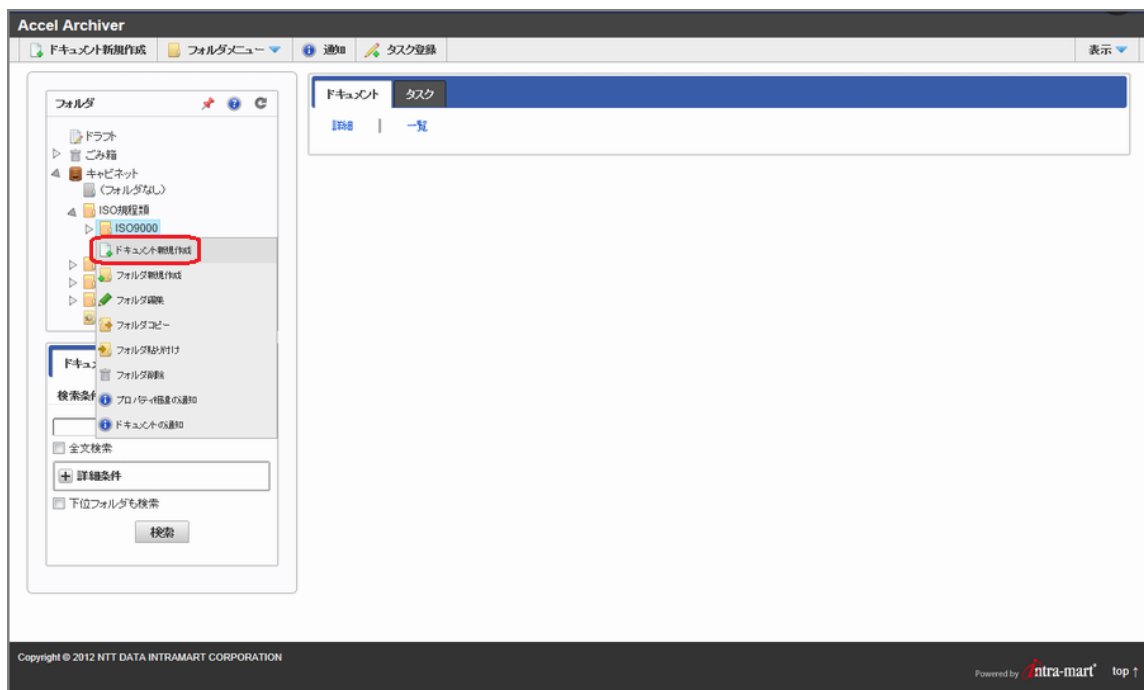 Accel Archiver
ドキュメント新規作成 フォルダメニュー 通知 タスク登録 表示
フォルダ
ドラフト
ごみ箱
キャビネット
(フォルダなし)
ISO規程類
ISO9000
ドキュメント新規作成
フォルダ新規作成
フォルダ編集
フォルダコピー
フォルダ貼り付け
フォルダ削除
プロパティ信息の通知
ドキュメントの通知
ドキュ
検索条
全文検索
詳細条件
下位フォルダも検索
検索
ドキュメント タスク
詳細 | 一覧
Copyright © 2012 NTT DATA INTRAMART CORPORATION
Powered by intra-mart top ↑